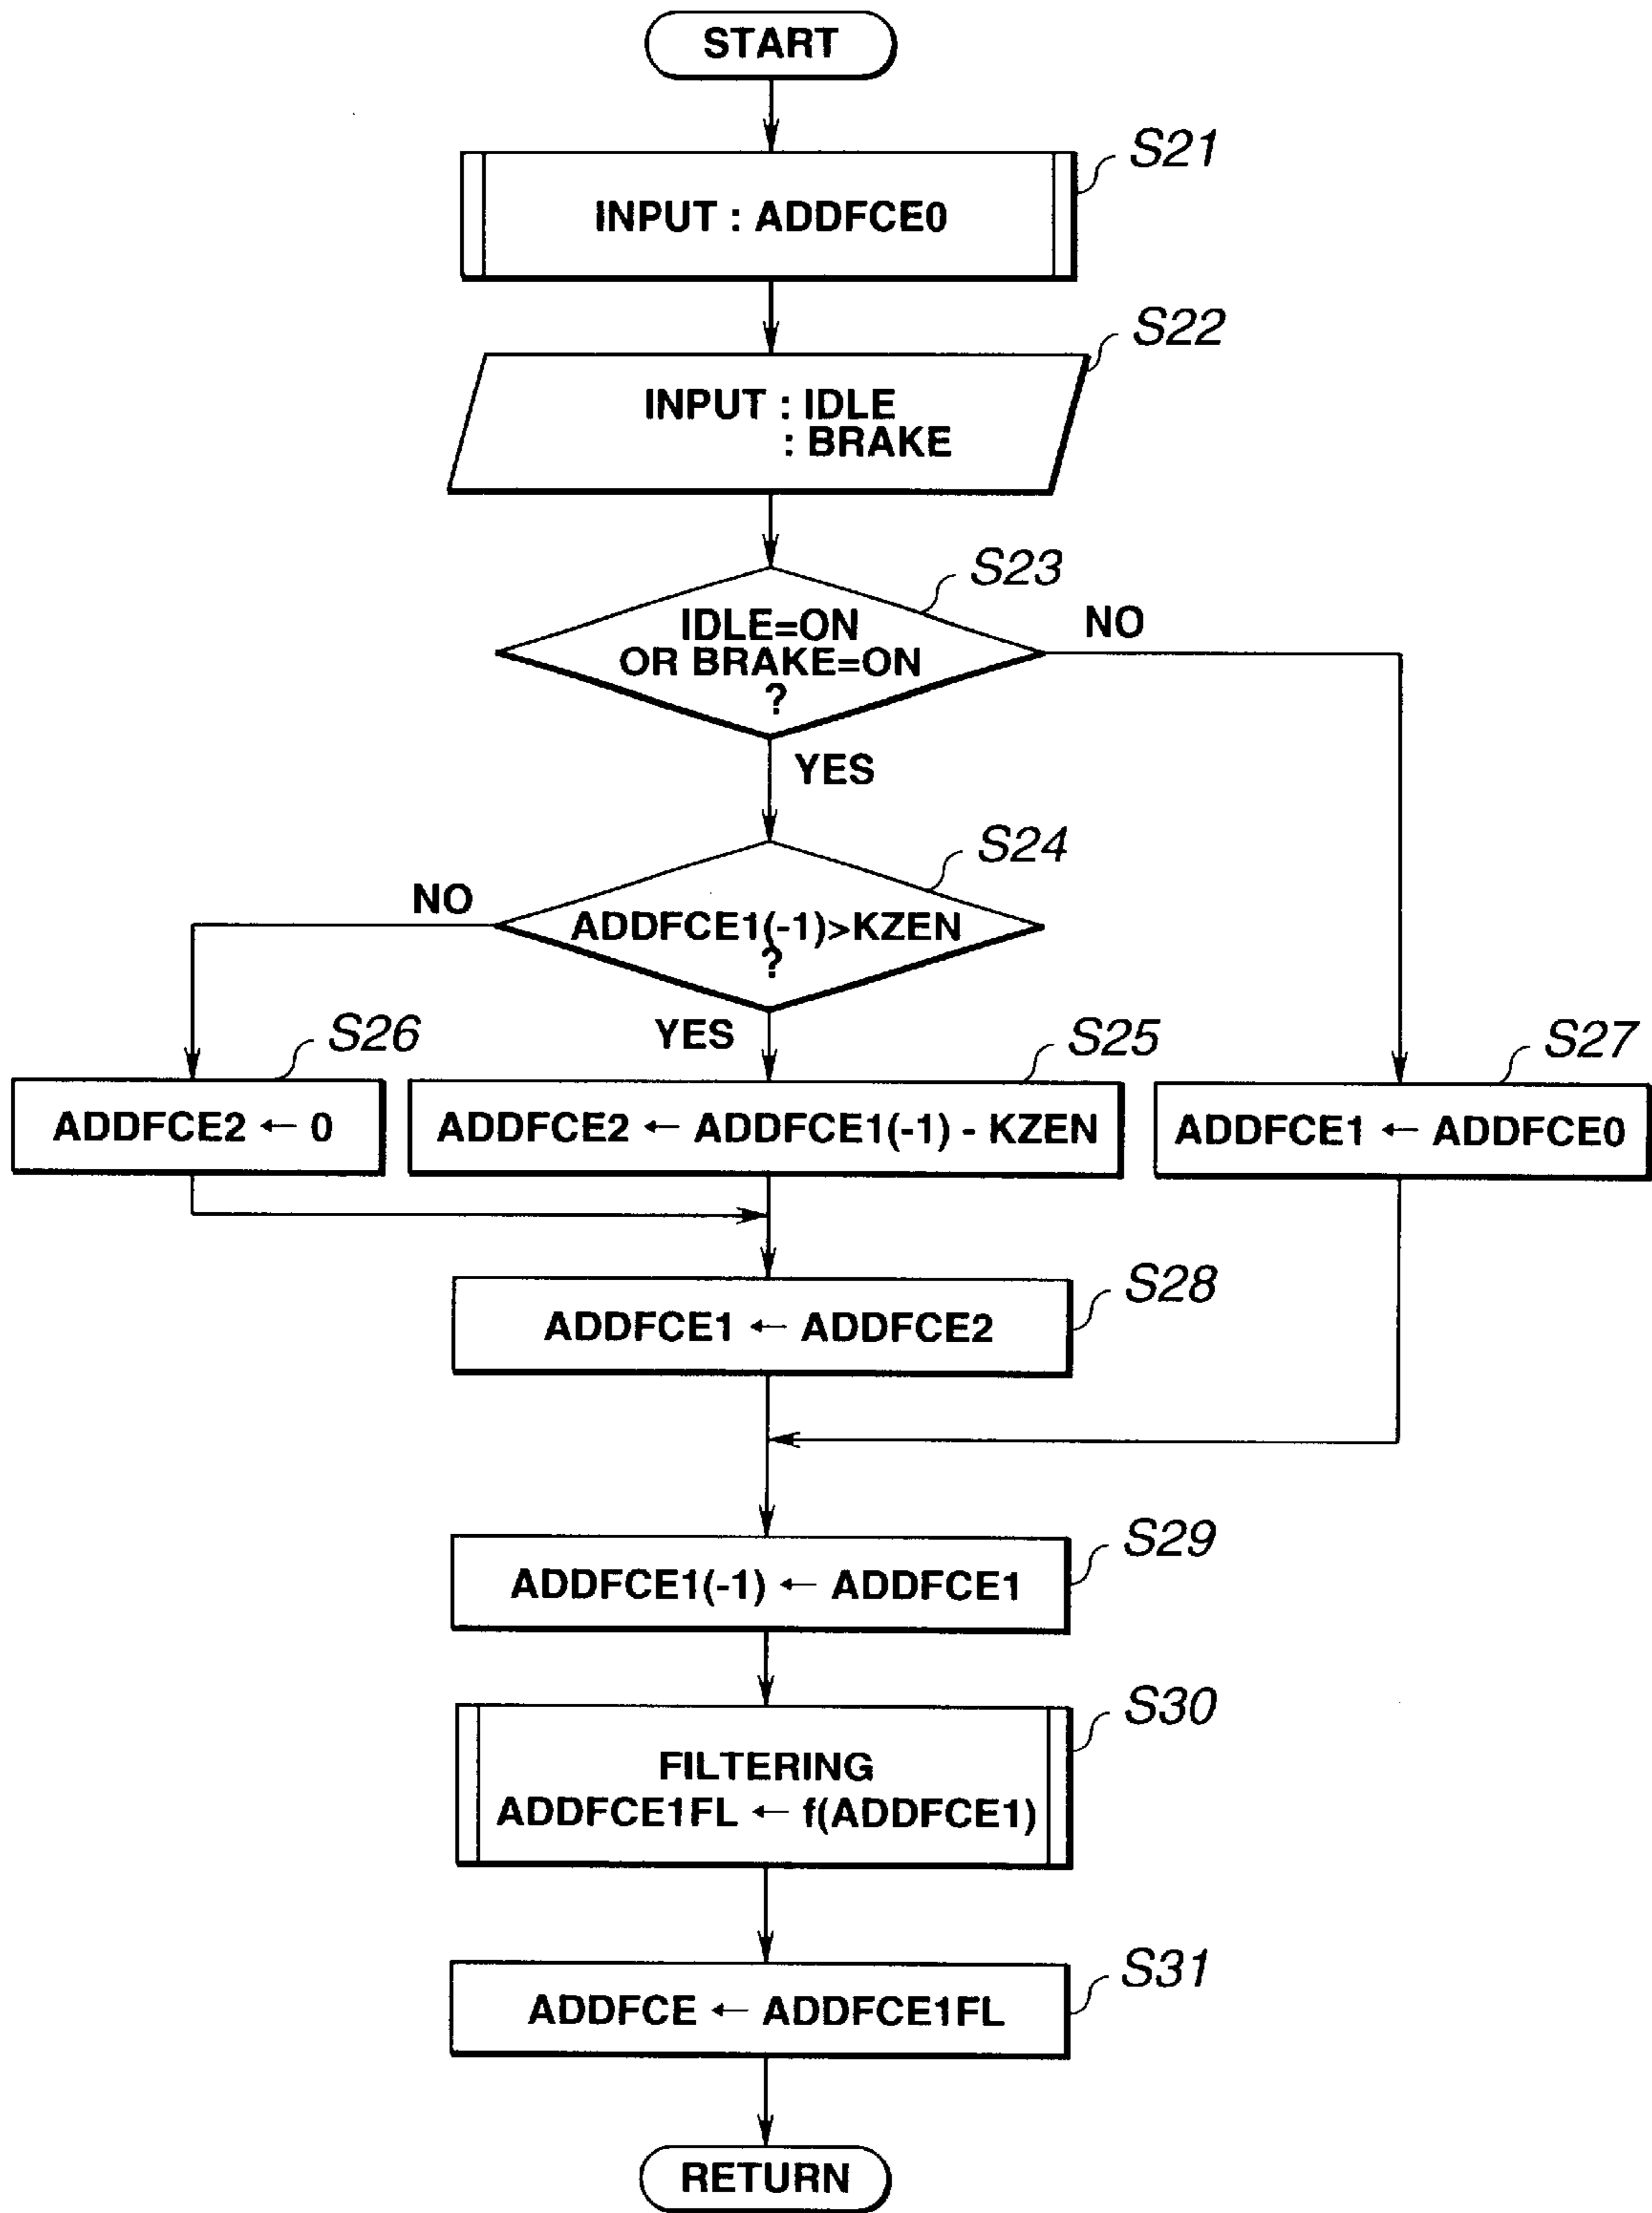 START
S21
INPUT : ADDFCE0
S22
INPUT : IDLE
: BRAKE
S23
IDLE=ON
OR BRAKE=ON
?
NO
YES
S24
ADDFCE1(-1)>KZEN
?
NO
YES
S26
ADDFCE2 ← 0
S25
ADDFCE2 ← ADDFCE1(-1) - KZEN
S27
ADDFCE1 ← ADDFCE0
S28
ADDFCE1 ← ADDFCE2
S29
ADDFCE1(-1) ← ADDFCE1
S30
FILTERING
ADDFCE1FL ← f(ADDFCE1)
S31
ADDFCE ← ADDFCE1FL
RETURN